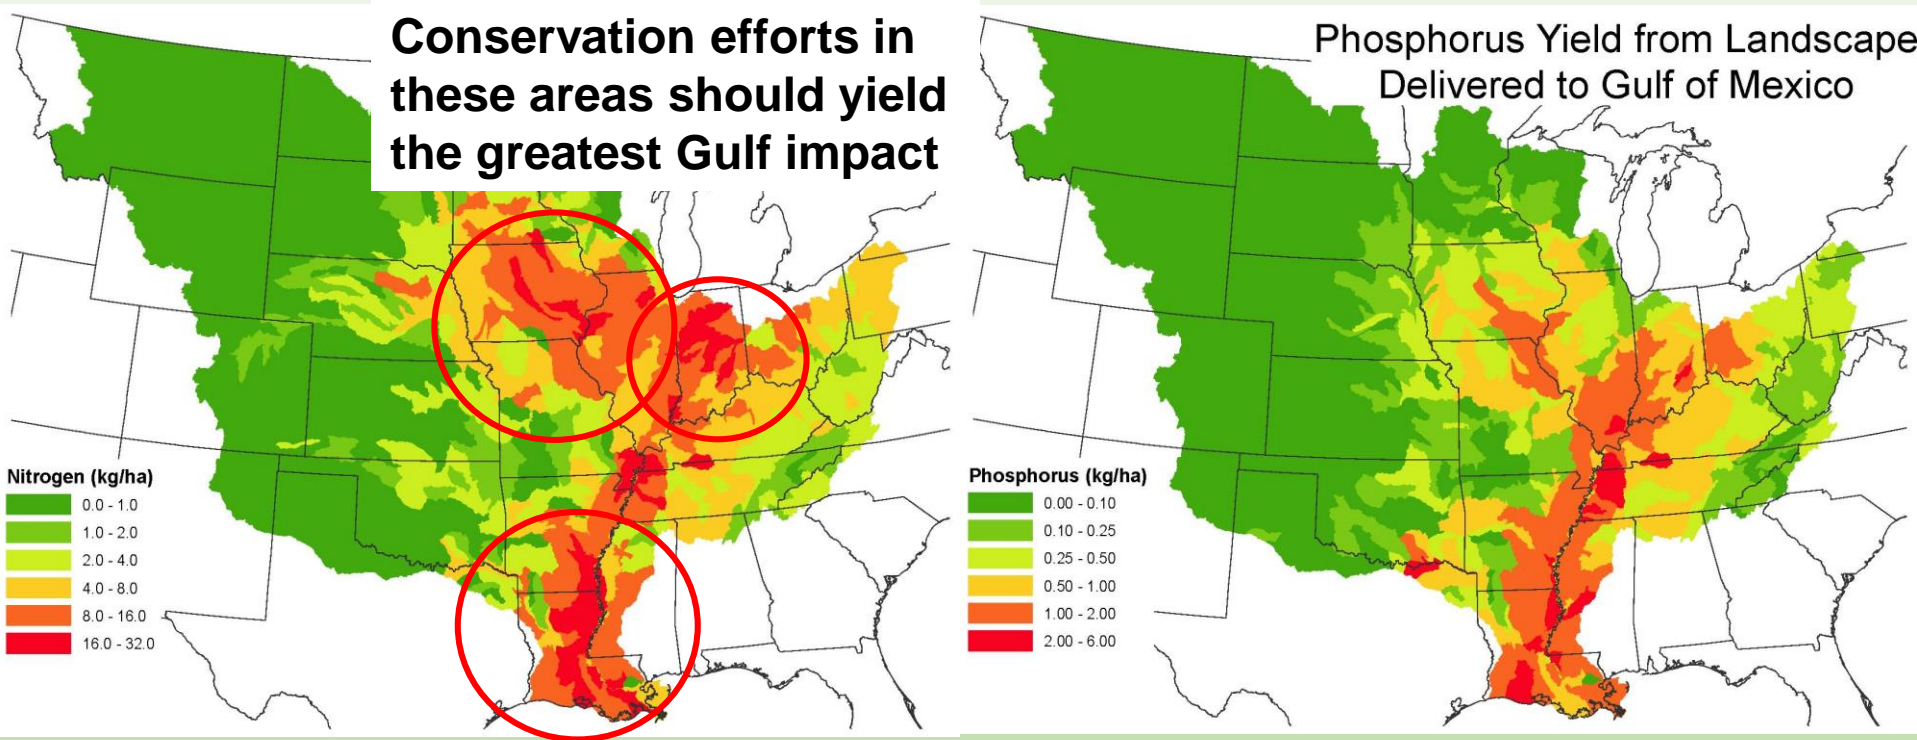 Conservation efforts in
these areas should yield
the greatest Gulf impact
Nitrogen (kg/ha)
0.0 - 1.0
1.0 - 2.0
2.0 - 4.0
4.0 - 8.0
8.0 - 16.0
16.0 - 32.0
Phosphorus Yield from Landscape
Delivered to Gulf of Mexico
Phosphorus (kg/ha)
0.00 - 0.10
0.10 - 0.25
0.25 - 0.50
0.50 - 1.00
1.00 - 2.00
2.00 - 6.00